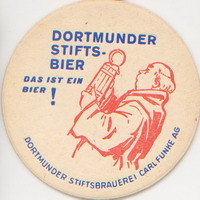 DORTMUNDER
STIFTS-
BIER
DAS IST EIN
BIER !
DORTMUNDER STIFTSBRAUEREI CARL FUNKE AG